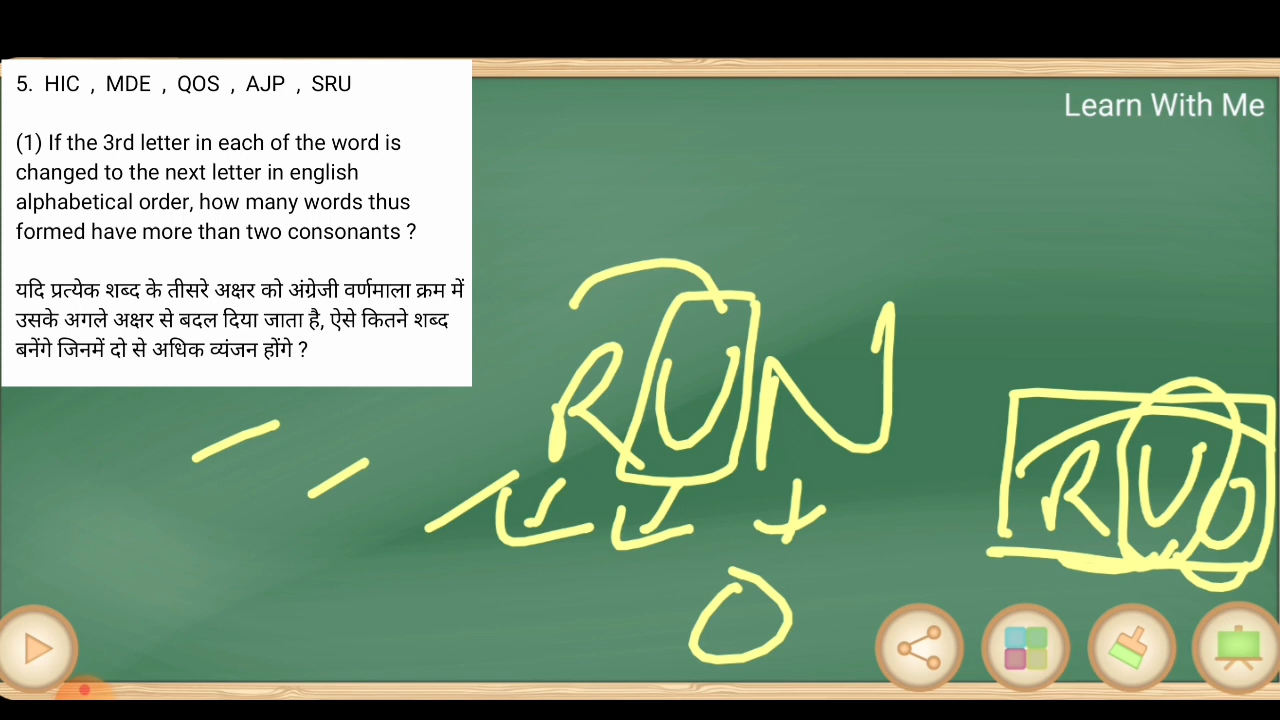 5. HIC , MDE , QOS , AJP , SRU
(1) If the 3rd letter in each of the word is
changed to the next letter in english
alphabetical order, how many words thus
formed have more than two consonants ?
यदि प्रत्येक शब्द के तीसरे अक्षर को अंग्रेजी वर्णमाला क्रम में
उसके अगले अक्षर से बदल दिया जाता है, ऐसे कितने शब्द
बनेंगे जिनमें दो से अधिक व्यंजन होंगे ?
Learn With Me
RUN
RUO
O